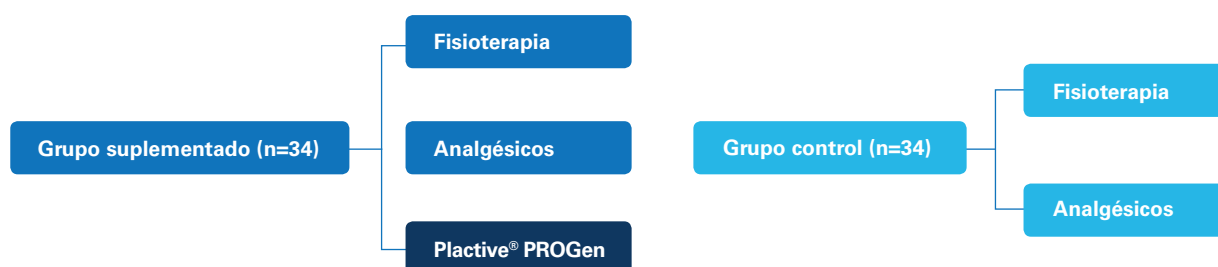 Grupo suplementado (n=34)
Fisioterapia
Analgésicos
Plactive® PROGen
Grupo control (n=34)
Fisioterapia
Analgésicos